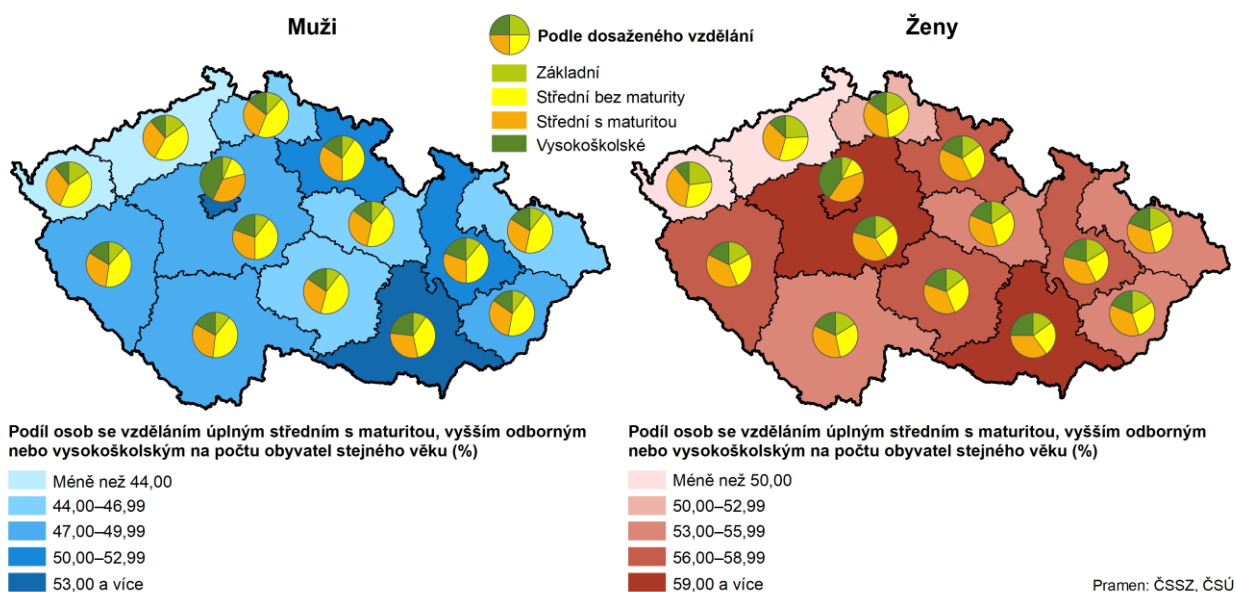 Muži
Podle dosaženého vzdělání
Základní
Střední bez maturity
Střední s maturitou
Vysokoškolské
Ženy
Podíl osob se vzděláním úplným středním s maturitou, vyšším odborným
nebo vysokoškolským na počtu obyvatel stejného věku (%)
Méně než 44,00
44,00–46,99
47,00–49,99
50,00–52,99
53,00 a více
Podíl osob se vzděláním úplným středním s maturitou, vyšším odborným
nebo vysokoškolským na počtu obyvatel stejného věku (%)
Méně než 50,00
50,00–52,99
53,00–55,99
56,00–58,99
59,00 a více
Pramen: ČSSZ, ČSÚ